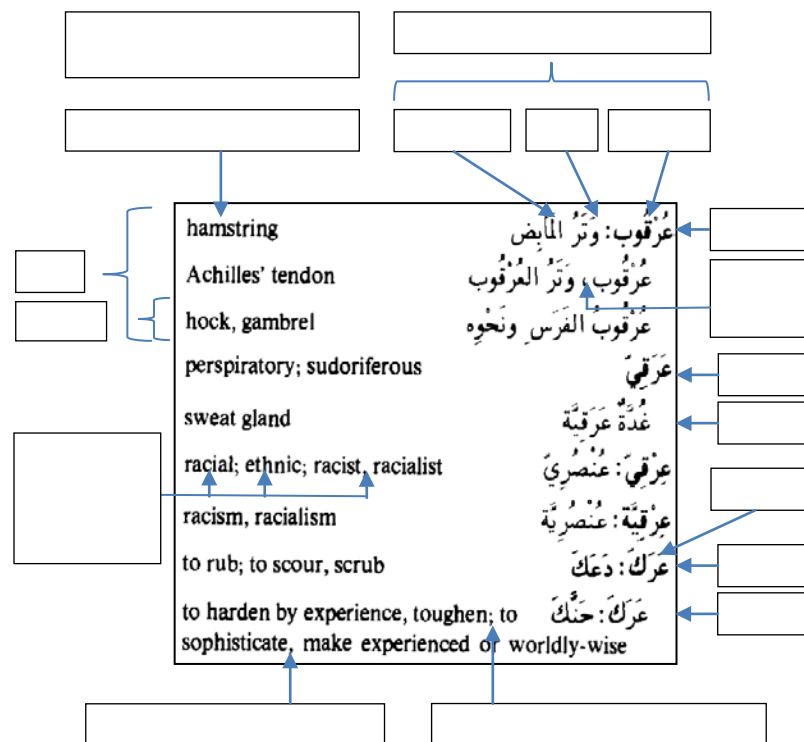 hamstring عُرْقُوب: وَتَرُ المَأْبِض
Achilles' tendon عُرْقُوب، وَتَرُ العُرْقُوب
hock, gambrel عُرْقُوبُ الفَرَسِ ونَحْوِه
perspiratory; sudoriferous عَرَقِيّ
sweat gland غُدَّةٌ عَرَقِيَّة
racial; ethnic; racist, racialist عِرْقِيّ: عُنْصُرِيّ
racism, racialism عِرْقِيَّة: عُنْصُرِيَّة
to rub; to scour, scrub عَرَكَ: دَعَكَ
to harden by experience, toughen; to عَرَكَ: حَنَّكَ
sophisticate, make experienced or worldly-wise